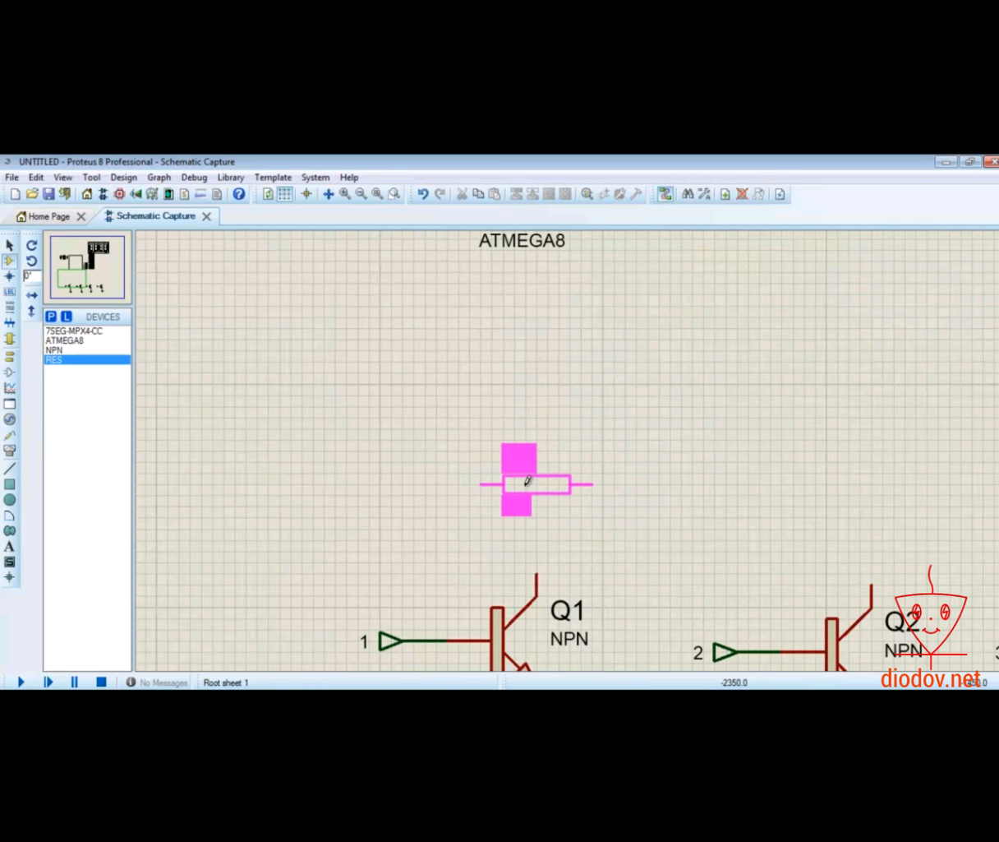 UNTITLED - Proteus 8 Professional - Schematic Capture
File Edit View Tool Design Graph Debug Library Template System Help
Home Page
Schematic Capture
ATMEGA8
0°
LBL
P L DEVICES
7SEG-MPX4-CC
ATMEGA8
NPN
RES
A
S
Q1
NPN
1
Q2
NPN
2
diodov.net
No Messages
Root sheet 1
-2350.0